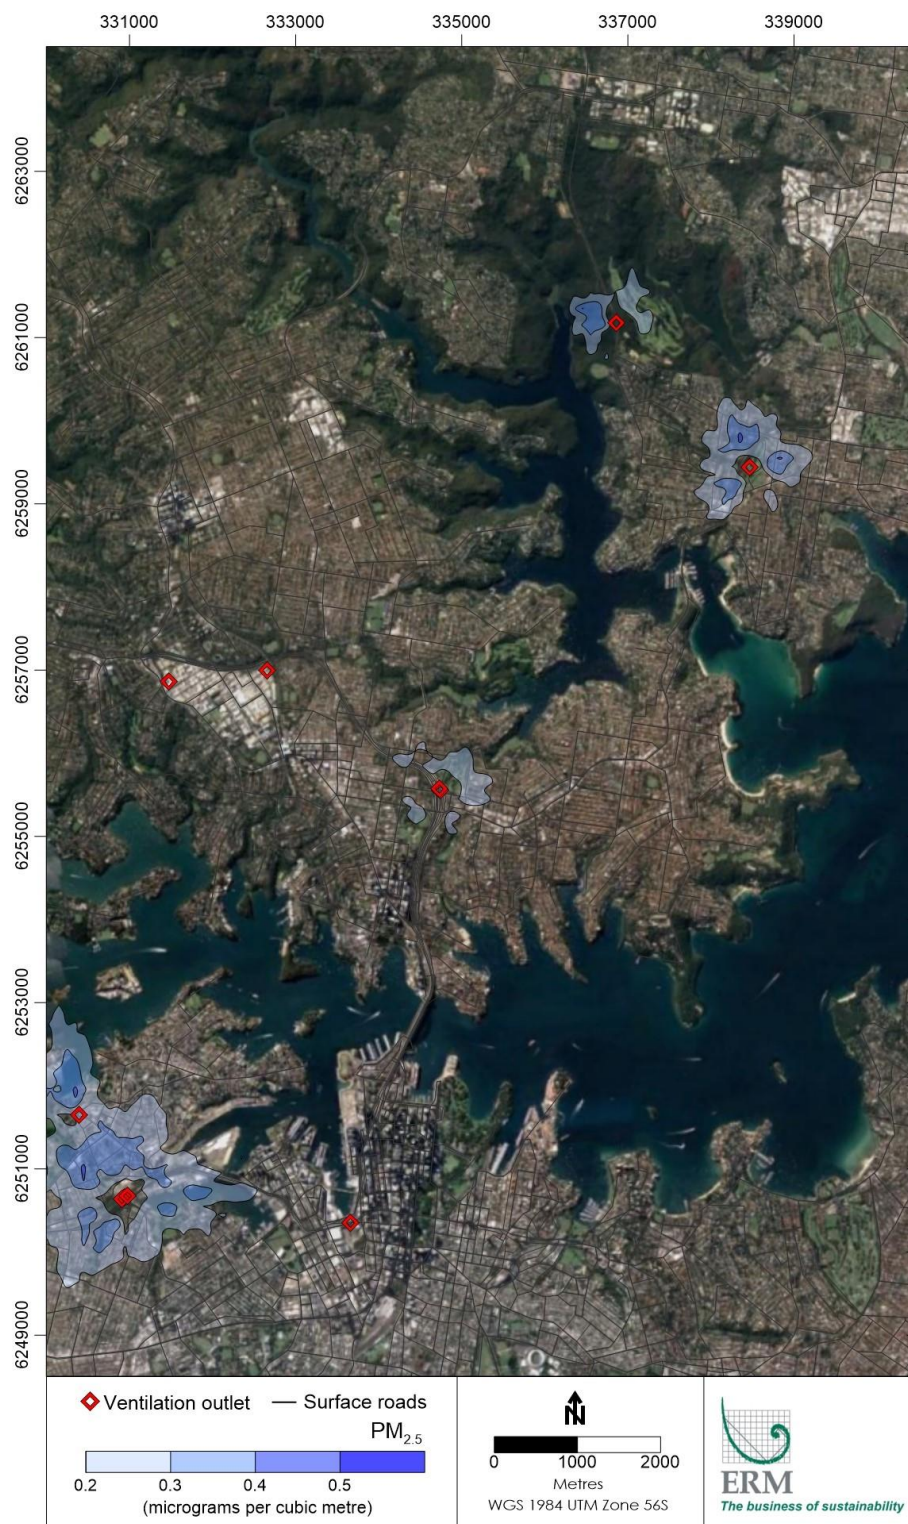 331000 333000 335000 337000 339000
6263000
6261000
6259000
6257000
6255000
6253000
6251000
6249000
Ventilation outlet Surface roads
PM2.5
0.2 0.3 0.4 0.5
(micrograms per cubic metre)
N
0 1000 2000
Metres
WGS 1984 UTM Zone 56S
ERM
The business of sustainability